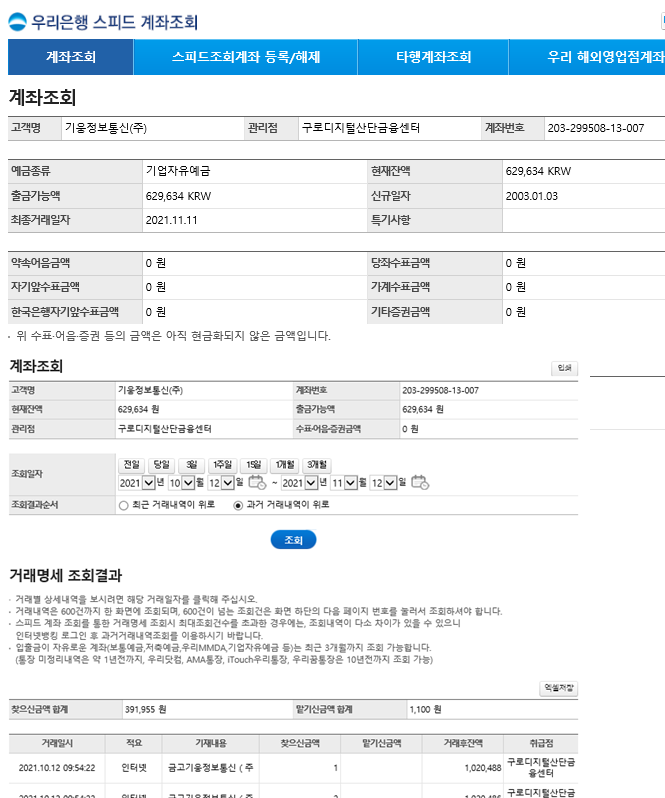 우리은행 스피드 계좌조회
계좌조회 스피드조회계좌 등록/해제 타행계좌조회 우리 해외영업점계좌
계좌조회
고객명 기웅정보통신(주) 관리점 구로디지털산단금융센터 계좌번호 203-299508-13-007
예금종류 기업자유예금 현재잔액 629,634 KRW
출금가능액 629,634 KRW 신규일자 2003.01.03
최종거래일자 2021.11.11 특기사항
약속어음금액 0 원 당좌수표금액 0 원
자기앞수표금액 0 원 가계수표금액 0 원
한국은행자기앞수표금액 0 원 기타증권금액 0 원
· 위 수표·어음·증권 등의 금액은 아직 현금화되지 않은 금액입니다.
계좌조회 인쇄
고객명 기웅정보통신(주) 계좌번호 203-299508-13-007
현재잔액 629,634 원 출금가능액 629,634 원
관리점 구로디지털산단금융센터 수표·어음·증권금액 0 원
전일 당일 3일 1주일 15일 1개월 3개월
조회일자
2021 년 10 월 12 일 ~ 2021 년 11 월 12 일
조회결과순서 최근 거래내역이 위로 과거 거래내역이 위로
조회
거래명세 조회결과
· 거래별 상세내역을 보시려면 해당 거래일자를 클릭해 주십시오.
· 거래내역은 600건까지 한 화면에 조회되며, 600건이 넘는 조회건은 화면 하단의 다음 페이지 번호를 눌러서 조회하셔야 합니다.
· 스피드 계좌 조회를 통한 거래명세 조회시 최대조회건수를 초과한 경우에는, 조회내역이 다소 차이가 있을 수 있으니
인터넷뱅킹 로그인 후 과거거래내역조회를 이용하시기 바랍니다.
· 입출금이 자유로운 계좌(보통예금,저축예금,우리MMDA,기업자유예금 등)는 최근 3개월까지 조회 가능합니다.
(통장 미정리내역은 약 1년전까지, 우리닷컴, AMA통장, iTouch우리통장, 우리꿈통장은 10년전까지 조회 가능)
엑셀저장
찾으신금액 합계 391,955 원 맡기신금액 합계 1,100 원
거래일시 적요 기재내용 찾으신금액 맡기신금액 거래후잔액 취급점
2021.10.12 09:54:22 인터넷 금고기웅정보통신 ( 주 1 1,020,488 구로디지털산단금
융센터
구로디지털산단금